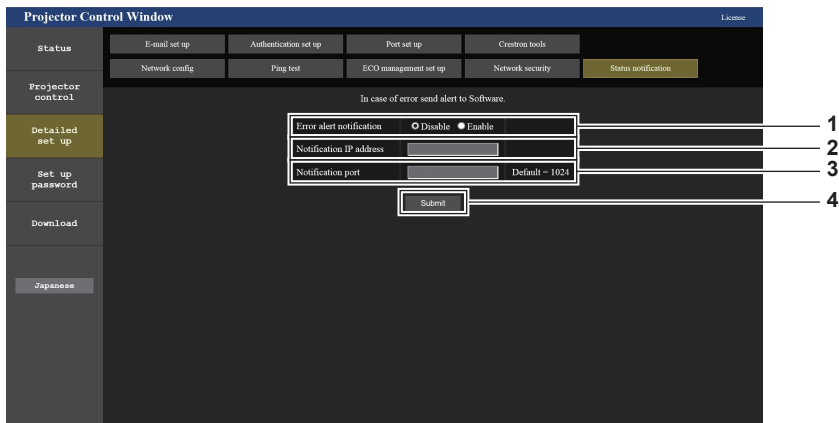 Projector Control Window
License
Status
E-mail set up
Authentication set up
Port set up
Crestron tools
Network config
Ping test
ECO management set up
Network security
Status notification
Projector
control
In case of error send alert to Software.
Detailed
set up
Error alert notification Disable Enable
1
Notification IP address
2
Notification port Default = 1024
3
Set up
password
Submit
4
Download
Japanese